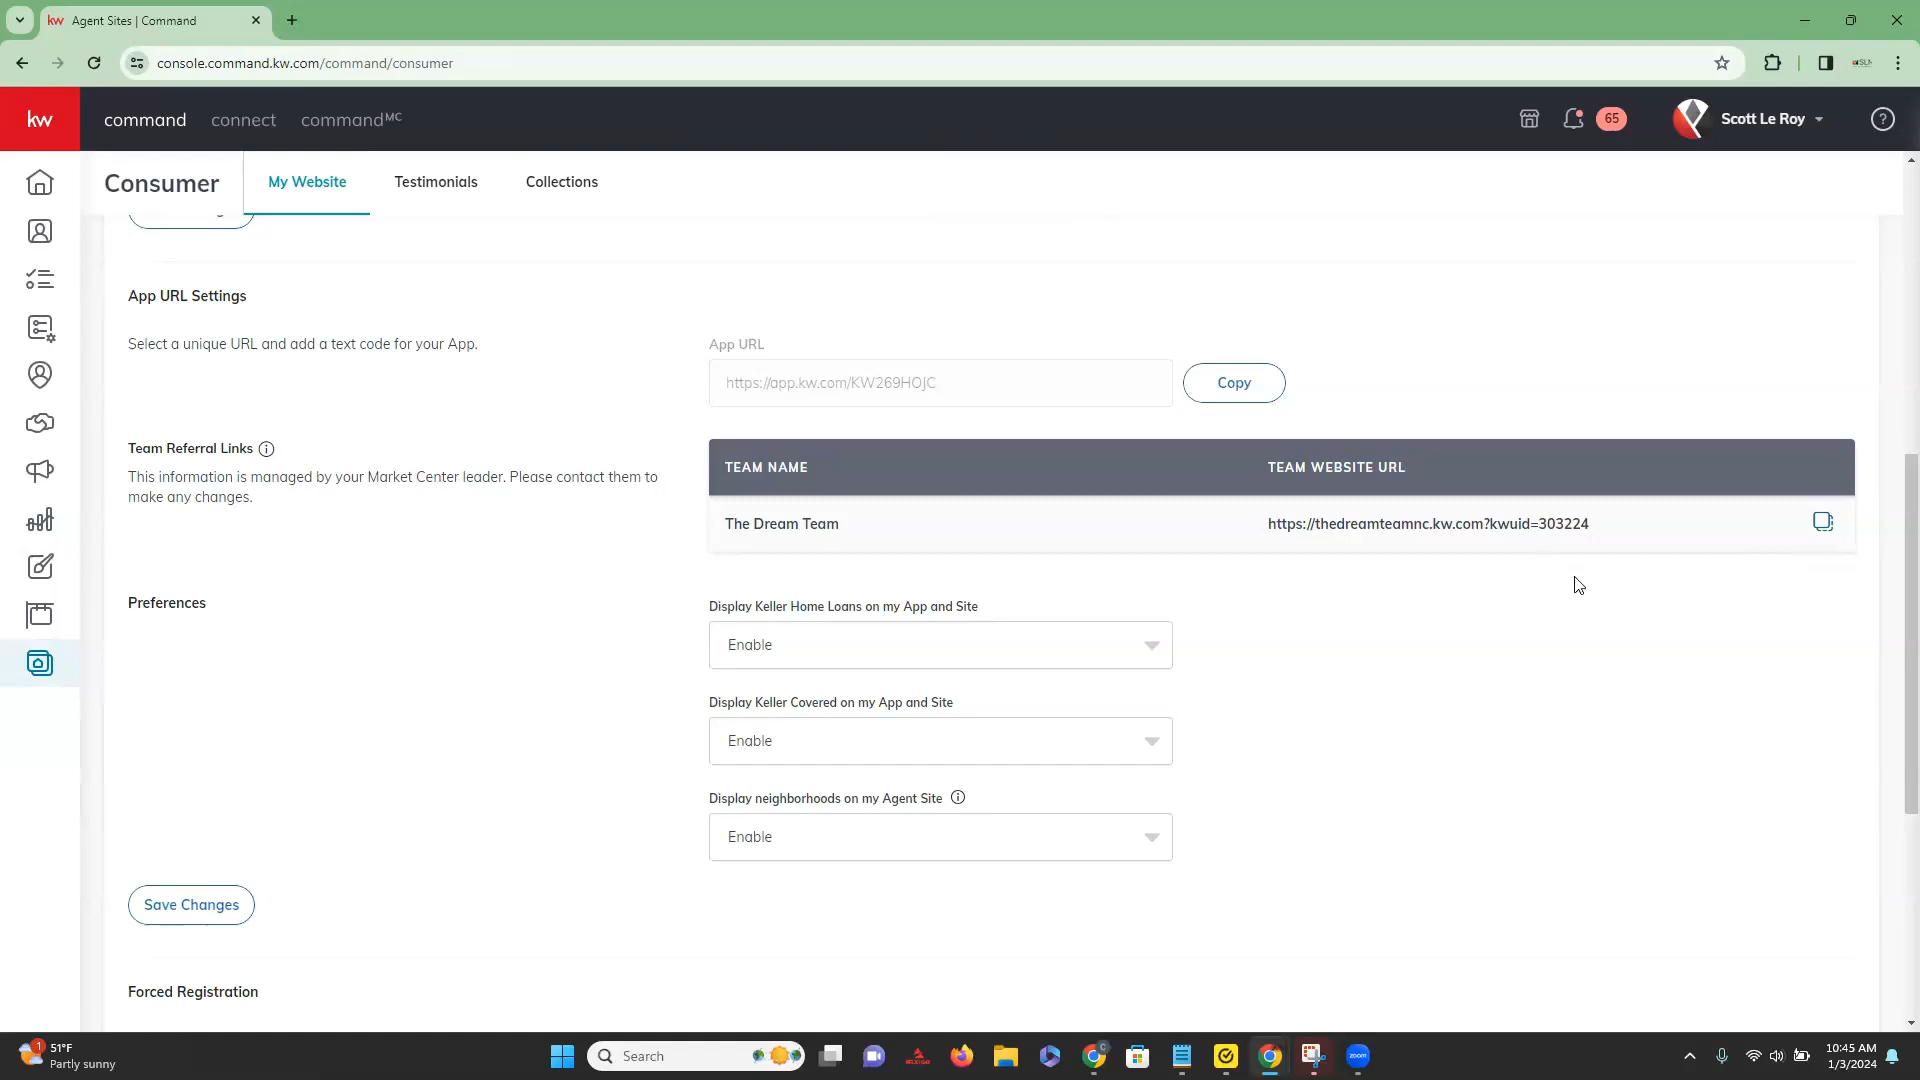 kw Agent Sites | Command
console.command.kw.com/command/consumer
kw command connect commandMC 65 Scott Le Roy
Consumer My Website Testimonials Collections
App URL Settings
Select a unique URL and add a text code for your App.
App URL
https://app.kw.com/KW269HOJC Copy
Team Referral Links
This information is managed by your Market Center leader. Please contact them to
make any changes.
TEAM NAME TEAM WEBSITE URL
The Dream Team https://thedreamteamnc.kw.com?kwuid=303224
Preferences
Display Keller Home Loans on my App and Site
Enable
Display Keller Covered on my App and Site
Enable
Display neighborhoods on my Agent Site
Enable
Save Changes
Forced Registration
1 51°F
Partly sunny
Search
zoom
10:45 AM
1/3/2024